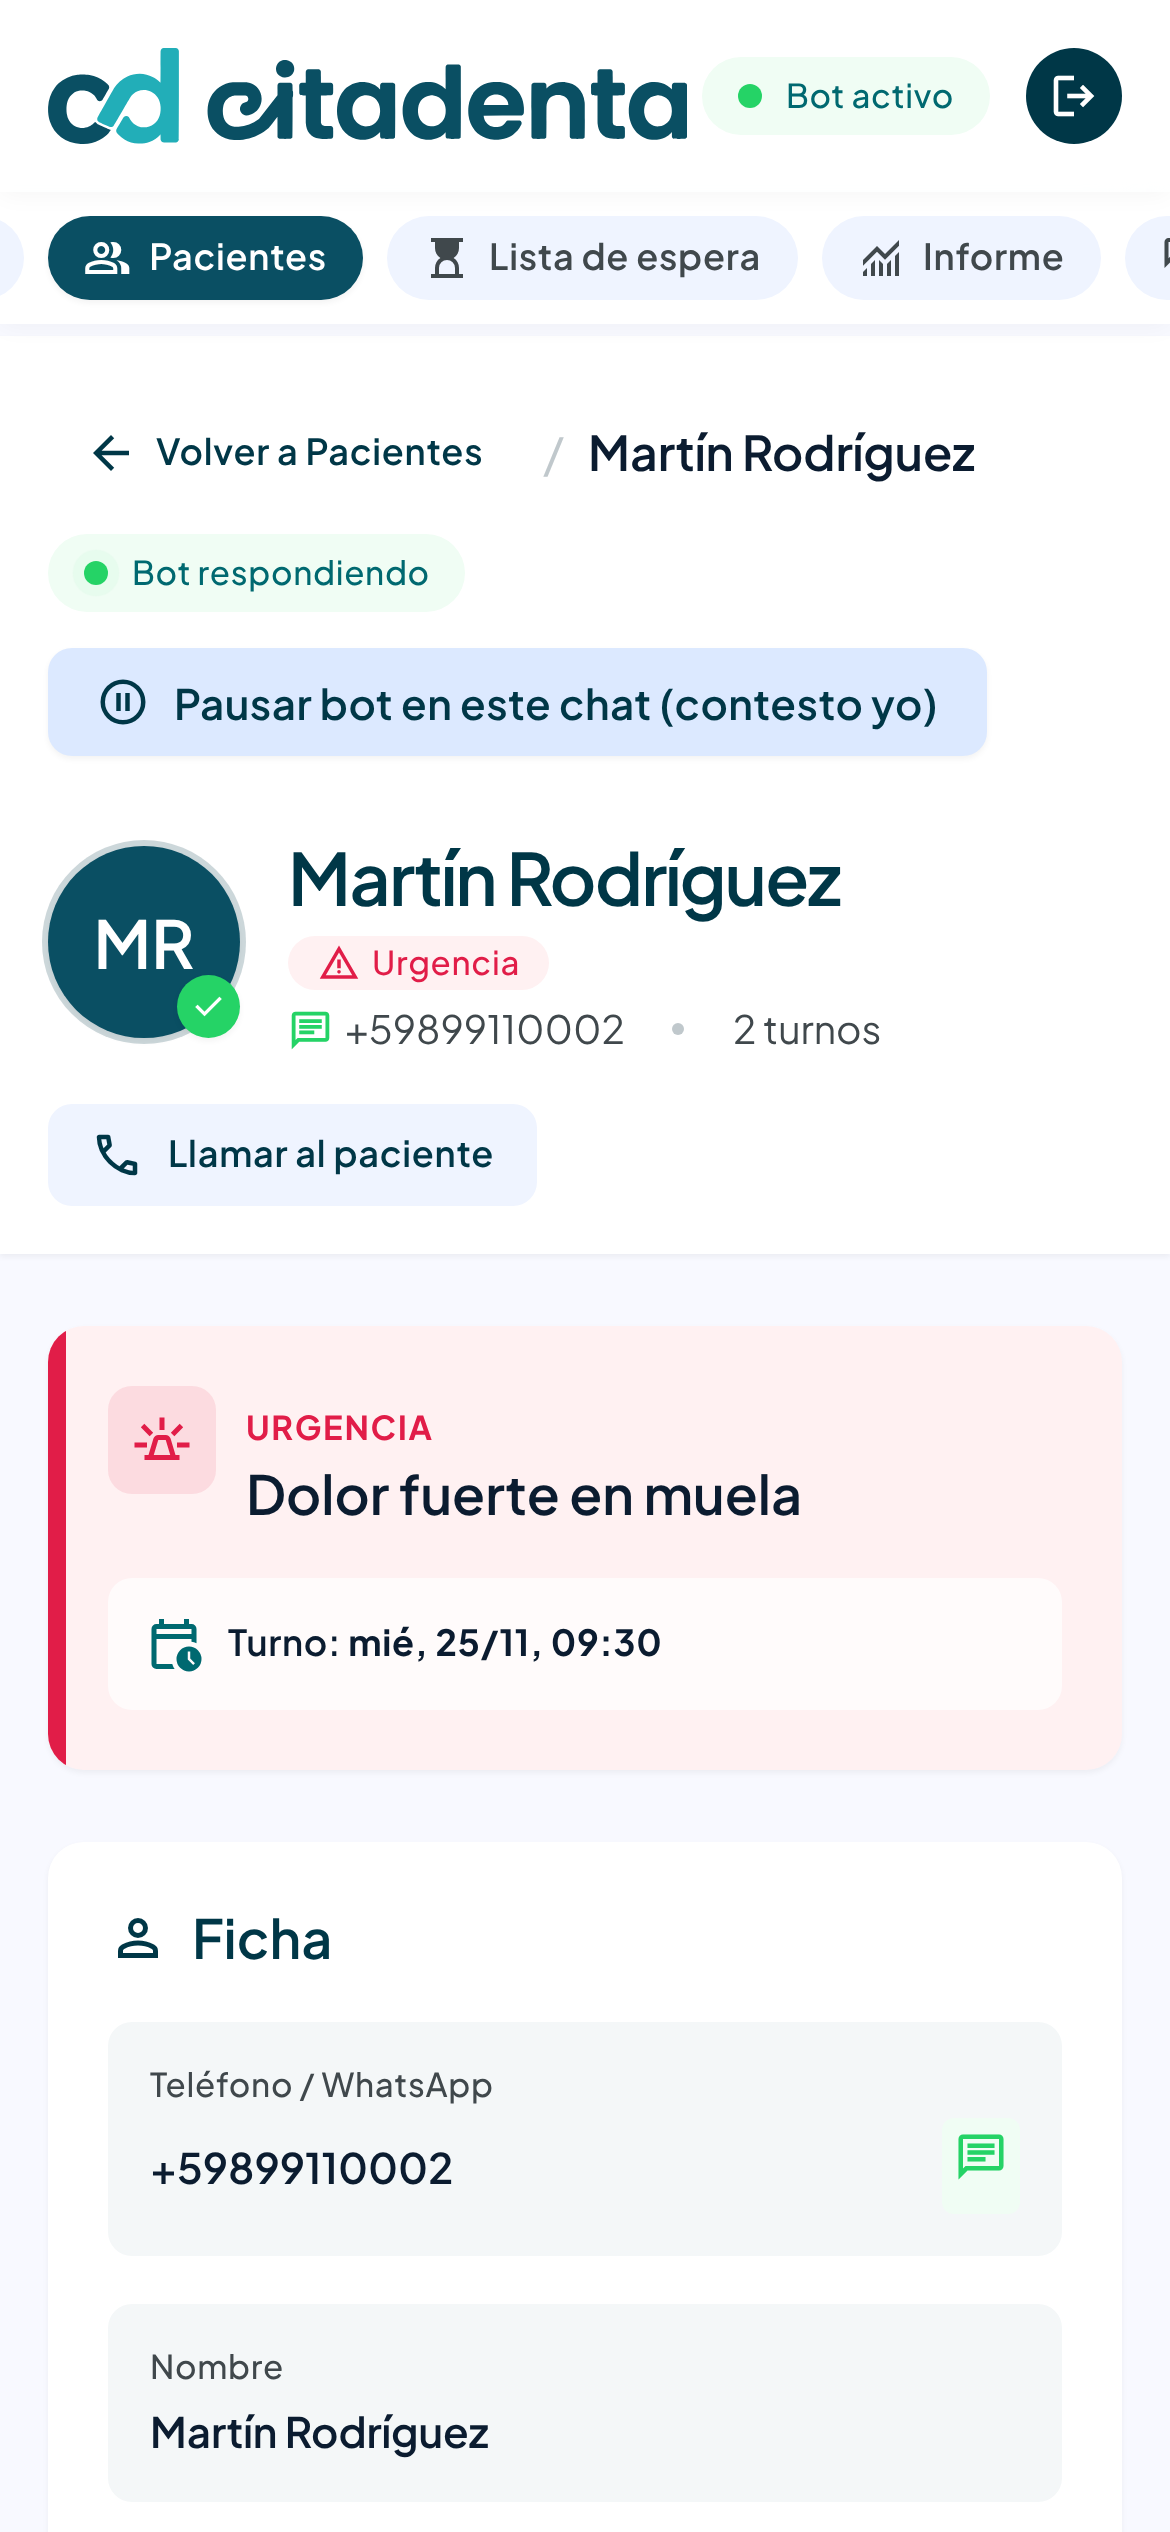 cd citadenta
Bot activo
Pacientes
Lista de espera
Informe
Volver a Pacientes / Martín Rodríguez
Bot respondiendo
Pausar bot en este chat (contesto yo)
MR
Martín Rodríguez
Urgencia
+59899110002 • 2 turnos
Llamar al paciente
URGENCIA
Dolor fuerte en muela
Turno: mié, 25/11, 09:30
Ficha
Teléfono / WhatsApp
+59899110002
Nombre
Martín Rodríguez